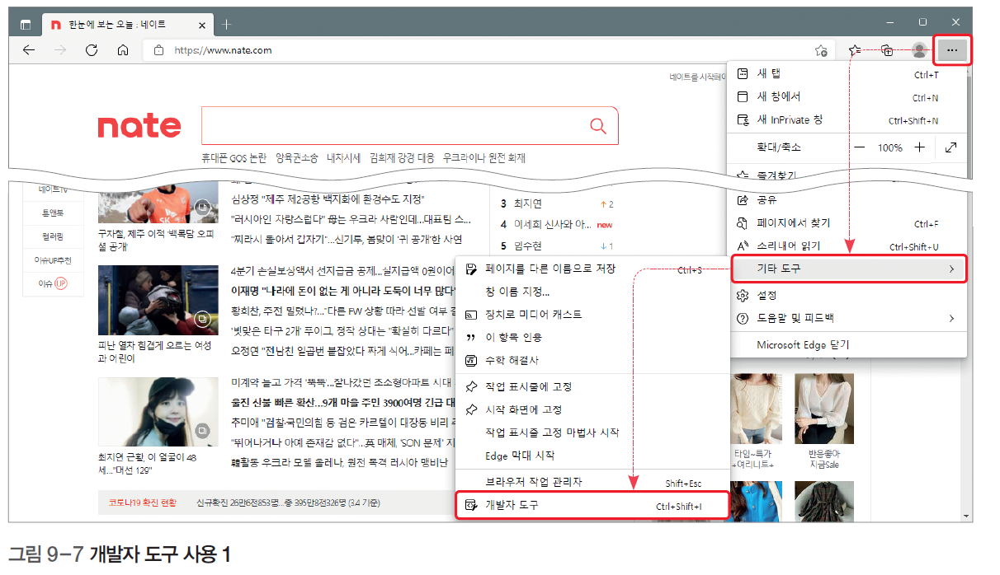 한눈에 보는 오늘 : 네이트
https://www.nate.com
네이트를 시작페이
nate
휴대폰 GOS 논란 양육권소송 내차시세 김희재 강경 대응 우크라이나 원전 화재
새 탭 Ctrl+T
새 창에서 Ctrl+N
새 InPrivate 창 Ctrl+Shift+N
확대/축소 — 100% +
즐겨찾기
공유
페이지에서 찾기 Ctrl+F
소리내어 읽기 Ctrl+Shift+U
기타 도구
설정
도움말 및 피드백
Microsoft Edge 닫기
네이트TV
툰앤북
컬러링
이슈UP추천
이슈 UP
구자철, 제주 이적 '백록담 오피
셜 공개'
피난 열차 힘겹게 오르는 여성
과 어린이
최지연 근황, 이 얼굴이 48
세..."머선 129"
심상정 "제주 제2공항 백지화에 환경수도 지정"
"러시아인 자랑스럽다" 母는 우크라 사람인데...대표팀 스...
"찌라시 돌아서 갑자기"...신기루, 봄맞이 '귀 공개'한 사연
4분기 손실보상액서 선지급금 공제...실지급액 0원이어
이재명 "나라에 돈이 없는 게 아니라 도둑이 너무 많다"
황희찬, 주전 밀렸나?..."다른 FW 상황 따라 선발 여부 결
'빗맞은 타구 2개' 푸이그, 정작 상대는 "확실히 다르다"
오정연 "전남친 일곱번 붙잡았다 짜게 식어...카페는 폐
미계약 늘고 가격 '뚝뚝'...잘나갔던 조소형아파트 시대
울진 산불 빠른 확산...9개 마을 주민 3900여명 긴급 대
추미애 "검찰·국민의힘 등 검은 카르텔이 대장동 비리
"뛰어나거나 아예 존재감 없다"...英 매체, 'SON 문제' 지
韓활동 우크라 모델 올레나, 원전 폭격 러시아 맹비난
3 최지연 ↑ 2
4 이세희 신사와 아... new
5 임수현 ↓ 1
페이지를 다른 이름으로 저장 Ctrl+S
창 이름 지정...
장치로 미디어 캐스트
이 항목 인용
수학 해결사
작업 표시줄에 고정
시작 화면에 고정
작업 표시줄 고정 마법사 시작
Edge 막대 시작
브라우저 작업 관리자 Shift+Esc
개발자 도구 Ctrl+Shift+I
타임~특가
+여리니트+
반응좋아
지금Sale
코로나19 확진 현황 신규확진 26만6천853명...총 395만8천326명 (3.4 기준)
그림 9-7 개발자 도구 사용 1